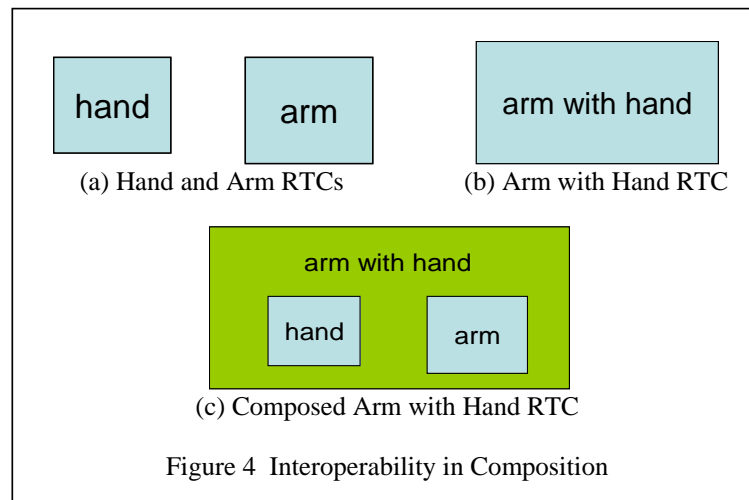 hand
arm
arm with hand
(a) Hand and Arm RTCs
(b) Arm with Hand RTC
arm with hand
hand
arm
(c) Composed Arm with Hand RTC
Figure 4  Interoperability in Composition